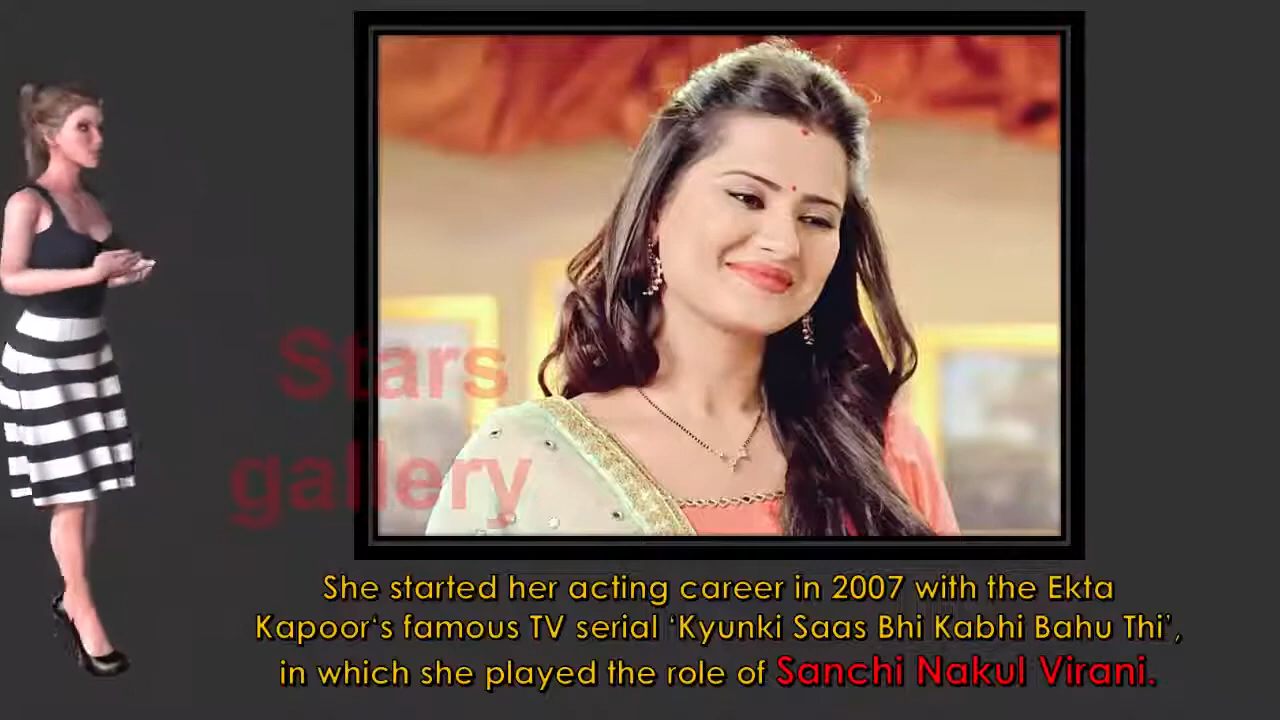 Stars
gallery
She started her acting career in 2007 with the Ekta
Kapoor‘s famous TV serial ‘Kyunki Saas Bhi Kabhi Bahu Thi’,
in which she played the role of Sanchi Nakul Virani.